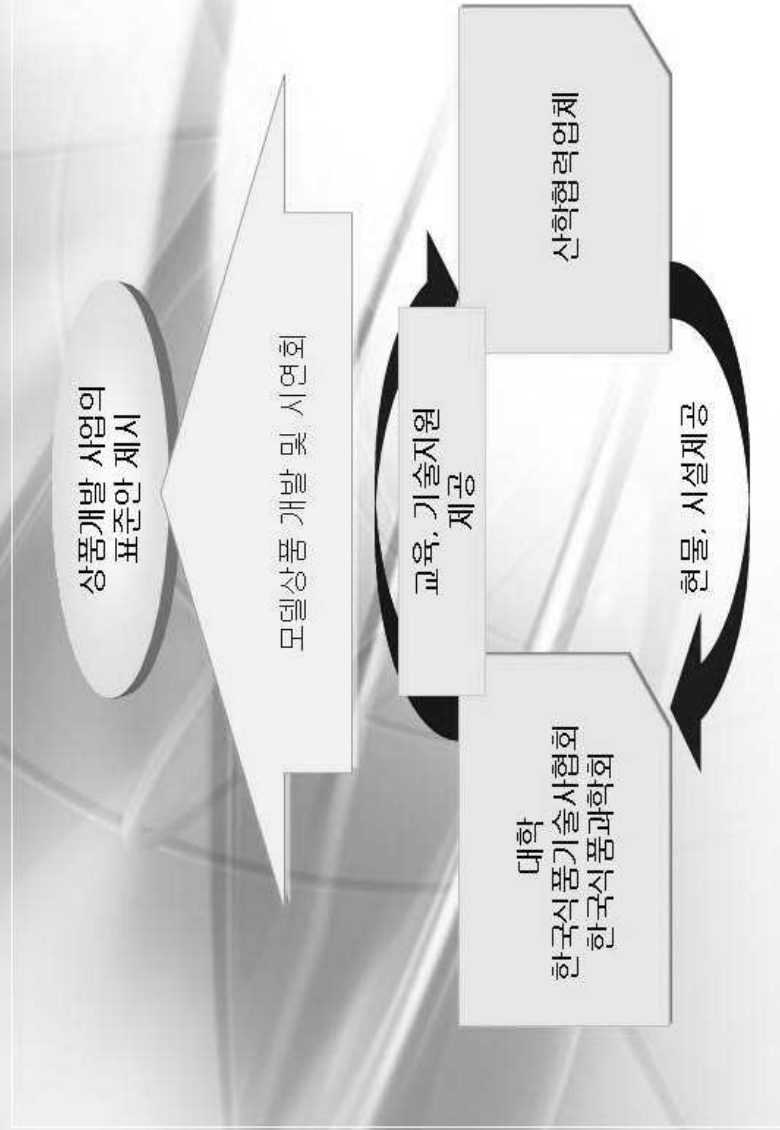 상품개발 사업의
표준안 제시
모델상품 개발 및 시연회
교육, 기술지원
제공
대학
한국식품기술사협회
한국식품과학회
산학협력업체
현물, 시설제공